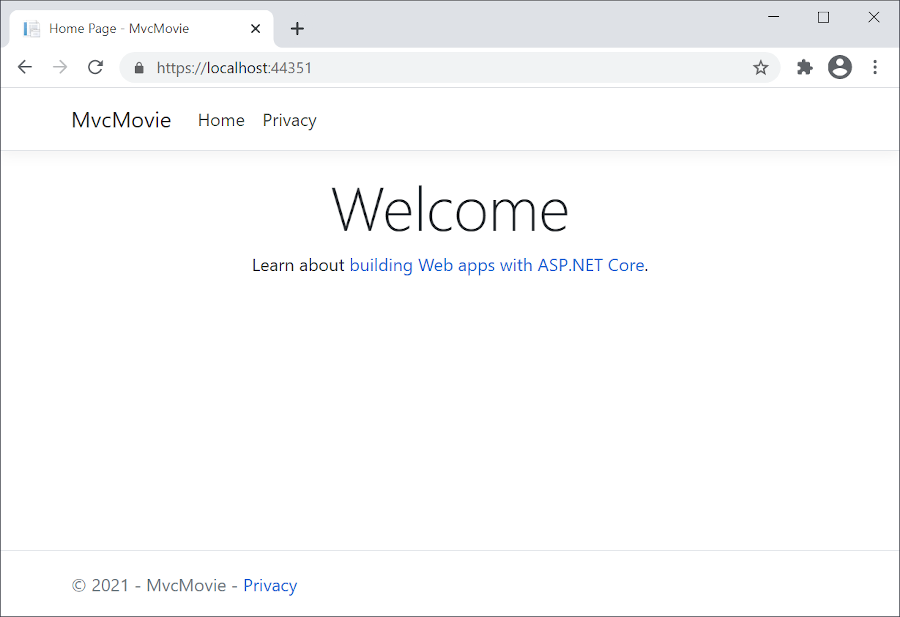 Home Page - MvcMovie
https://localhost:44351
MvcMovie Home Privacy
Welcome
Learn about building Web apps with ASP.NET Core.
© 2021 - MvcMovie - Privacy